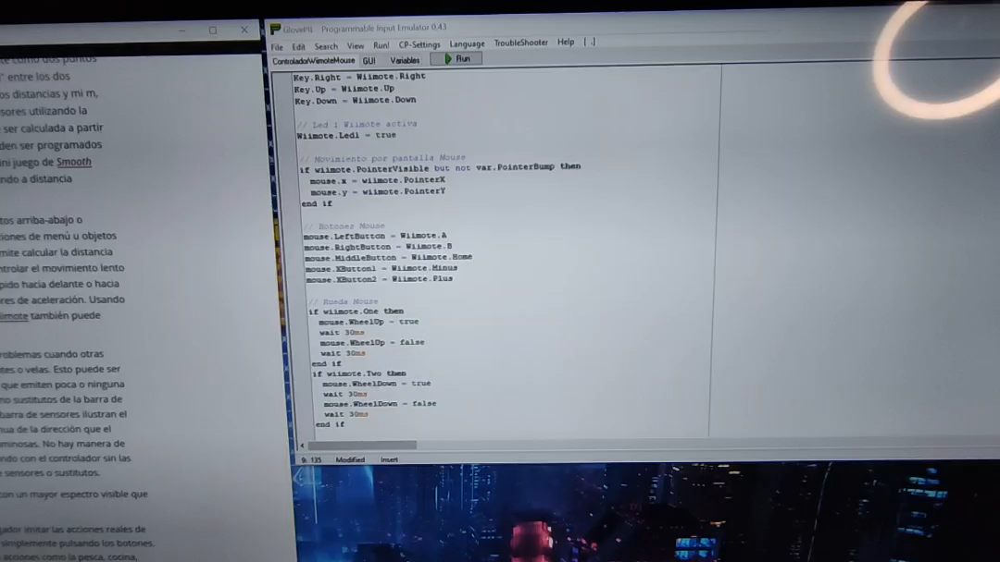 te como dos puntos
" entre los dos
os distancias y mi m,
sores utilizando la
ser calculada a partir
den ser programados
ini juego de Smooth
ndo a distancia
tos arriba-abajo o
iones de menú u objetos
mite calcular la distancia
ntrolar el movimiento lento
pido hacia delante o hacia
res de aceleración. Usando
iimote también puede
roblemas cuando otras
tes o velas. Esto puede ser
que emiten poca o ninguna
mo sustitutos de la barra de
barra de sensores ilustran el
nua de la dirección que el
minosas. No hay manera de
ndo con el controlador sin las
e sensores o sustitutos.
con un mayor espectro visible que
gador imitar las acciones reales de
simplemente pulsando los botones.
acciones como la pesca, cocina,
GlovePIE Programmable Input Emulator 0.43
File Edit Search View Run! CP-Settings Language TroubleShooter Help [ .]
ControladorWiimoteMouse GUI Variables Run
Key.Right = Wiimote.Right
Key.Up = Wiimote.Up
Key.Down = Wiimote.Down
// Led 1 Wiimote activa
Wiimote.Led1 = true
// Movimiento por pantalla Mouse
if wiimote.PointerVisible but not var.PointerBump then
mouse.x = wiimote.PointerX
mouse.y = wiimote.PointerY
end if
// Botones Mouse
mouse.LeftButton = Wiimote.A
mouse.RightButton = Wiimote.B
mouse.MiddleButton = Wiimote.Home
mouse.XButton1 = Wiimote.Minus
mouse.XButton2 = Wiimote.Plus
// Rueda Mouse
if wiimote.One then
mouse.WheelUp = true
wait 30ms
mouse.WheelUp = false
wait 30ms
end if
if wiimote.Two then
mouse.WheelDown = true
wait 30ms
mouse.WheelDown = false
wait 30ms
end if
9: 135 Modified Insert